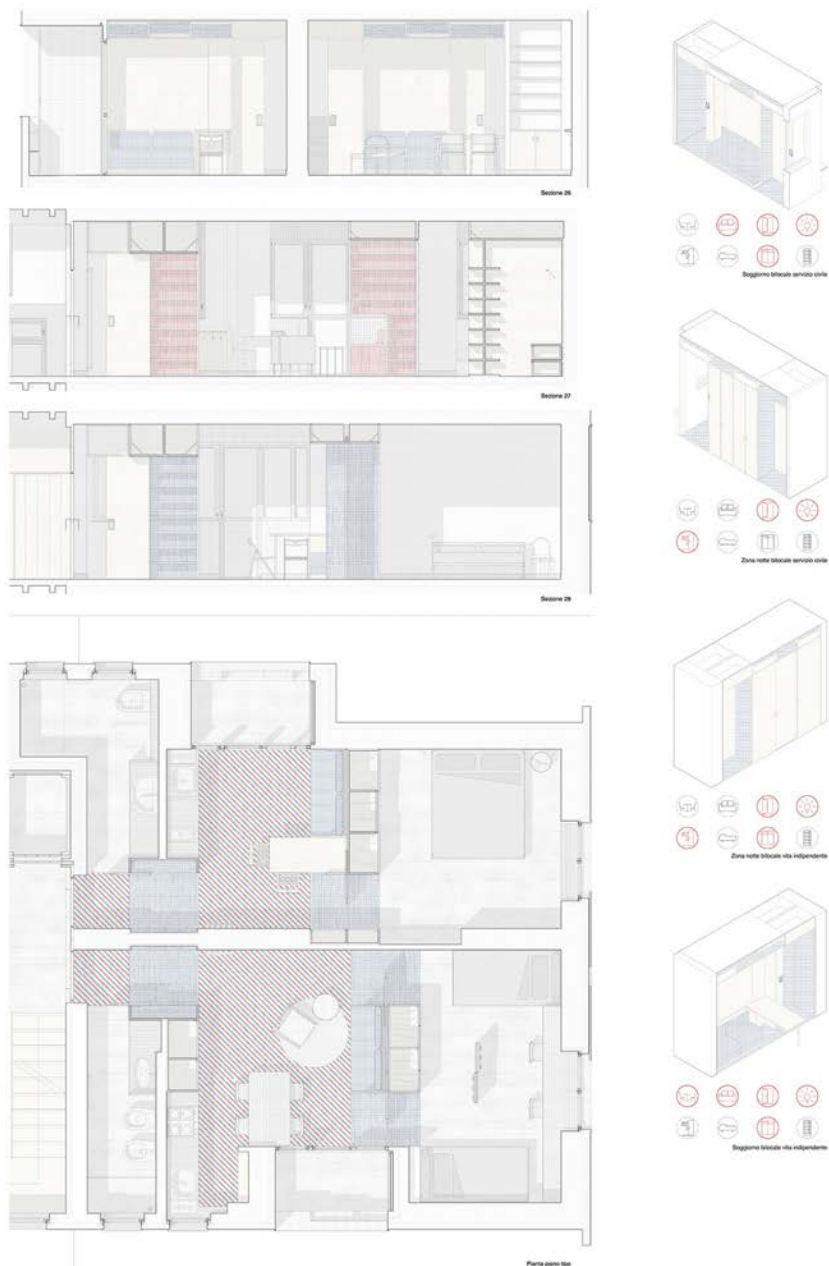 Sezione 26
Soggiorno bilocale servizio civile
Sezione 27
Zona notte bilocale servizio civile
Sezione 28
Zona notte bilocale vita indipendente
Soggiorno bilocale vita indipendente
Pianta piano tipo